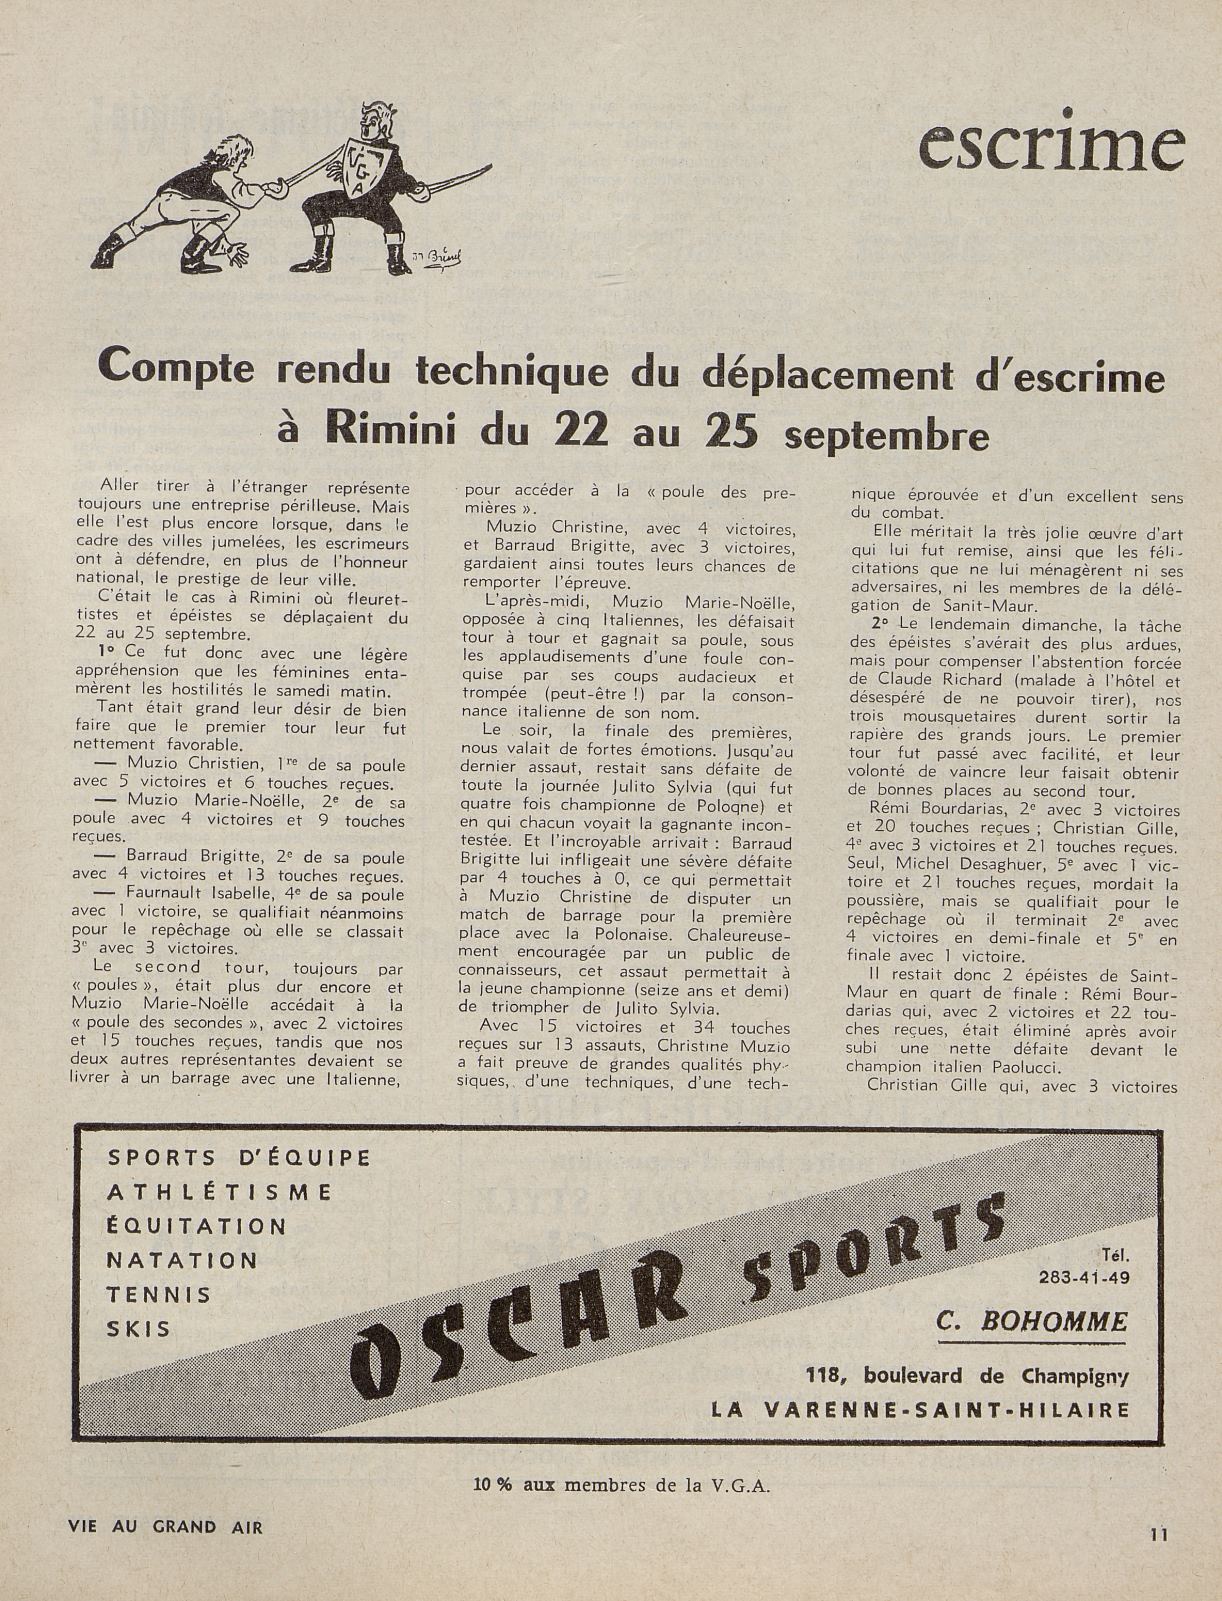 escrime
VGA
Compte rendu technique du déplacement d'escrime
à Rimini du 22 au 25 septembre
Aller tirer à l'étranger représente
toujours une entreprise périlleuse. Mais
elle l'est plus encore lorsque, dans le
cadre des villes jumelées, les escrimeurs
ont à défendre, en plus de l'honneur
national, le prestige de leur ville.
C'était le cas à Rimini où fleuret-
tistes et épéistes se déplaçaient du
22 au 25 septembre.
1° Ce fut donc avec une légère
appréhension que les féminines enta-
mèrent les hostilités le samedi matin.
Tant était grand leur désir de bien
faire que le premier tour leur fut
nettement favorable.
— Muzio Christien, 1re de sa poule
avec 5 victoires et 6 touches reçues.
— Muzio Marie-Noëlle, 2e de sa
poule avec 4 victoires et 9 touches
reçues.
— Barraud Brigitte, 2e de sa poule
avec 4 victoires et 13 touches reçues.
— Faurnault Isabelle, 4e de sa poule
avec 1 victoire, se qualifiait néanmoins
pour le repêchage où elle se classait
3e avec 3 victoires.
Le second tour, toujours par
« poules », était plus dur encore et
Muzio Marie-Noëlle accédait à la
« poule des secondes », avec 2 victoires
et 15 touches reçues, tandis que nos
deux autres représentantes devaient se
livrer à un barrage avec une Italienne,
pour accéder à la « poule des pre-
mières ».
Muzio Christine, avec 4 victoires,
et Barraud Brigitte, avec 3 victoires,
gardaient ainsi toutes leurs chances de
remporter l'épreuve.
L'après-midi, Muzio Marie-Noëlle,
opposée à cinq Italiennes, les défaisait
tour à tour et gagnait sa poule, sous
les applaudisements d'une foule con-
quise par ses coups audacieux et
trompée (peut-être !) par la conson-
nance italienne de son nom.
Le soir, la finale des premières,
nous valait de fortes émotions. Jusqu'au
dernier assaut, restait sans défaite de
toute la journée Julito Sylvia (qui fut
quatre fois championne de Pologne) et
en qui chacun voyait la gagnante incon-
testée. Et l'incroyable arrivait : Barraud
Brigitte lui infligeait une sévère défaite
par 4 touches à 0, ce qui permettait
à Muzio Christine de disputer un
match de barrage pour la première
place avec la Polonaise. Chaleureuse-
ment encouragée par un public de
connaisseurs, cet assaut permettait à
la jeune championne (seize ans et demi)
de triompher de Julito Sylvia.
Avec 15 victoires et 34 touches
reçues sur 13 assauts, Christine Muzio
a fait preuve de grandes qualités phy-
siques, d'une techniques, d'une tech-
nique éprouvée et d'un excellent sens
du combat.
Elle méritait la très jolie œuvre d'art
qui lui fut remise, ainsi que les féli-
citations que ne lui ménagèrent ni ses
adversaires, ni les membres de la délé-
gation de Sanit-Maur.
2° Le lendemain dimanche, la tâche
des épéistes s'avérait des plus ardues,
mais pour compenser l'abstention forcée
de Claude Richard (malade à l'hôtel et
désespéré de ne pouvoir tirer), nos
trois mousquetaires durent sortir la
rapière des grands jours. Le premier
tour fut passé avec facilité, et leur
volonté de vaincre leur faisait obtenir
de bonnes places au second tour.
Rémi Bourdarias, 2e avec 3 victoires
et 20 touches reçues ; Christian Gille,
4e avec 3 victoires et 21 touches reçues.
Seul, Michel Desaghuer, 5e avec 1 vic-
toire et 21 touches reçues, mordait la
poussière, mais se qualifiait pour le
repêchage où il terminait 2e avec
4 victoires en demi-finale et 5e en
finale avec 1 victoire.
Il restait donc 2 épéistes de Saint-
Maur en quart de finale : Rémi Bour-
darias qui, avec 2 victoires et 22 tou-
ches reçues, était éliminé après avoir
subi une nette défaite devant le
champion italien Paolucci.
Christian Gille qui, avec 3 victoires
SPORTS D'ÉQUIPE
ATHLÉTISME
ÉQUITATION
NATATION
TENNIS
SKIS
OSCAR SPORTS
Tél.
283-41-49
C. BOHOMME
118, boulevard de Champigny
LA VARENNE-SAINT-HILAIRE
10 % aux membres de la V.G.A.
VIE AU GRAND AIR
11